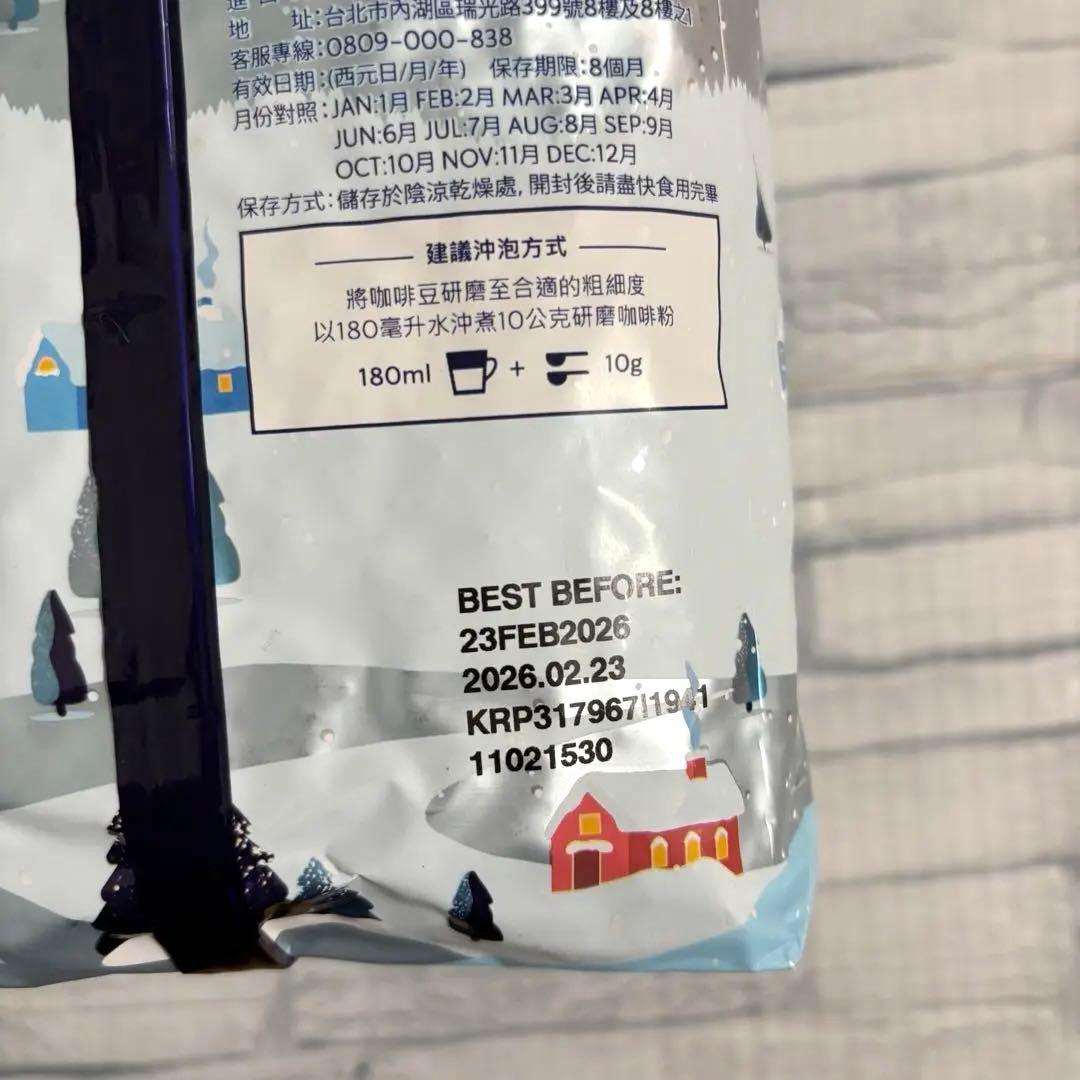 地　　址:台北市內湖區瑞光路399號8樓及8樓之1
客服專線:0809-000-838
有效日期:(西元日/月/年) 保存期限:8個月
月份對照:JAN:1月 FEB:2月 MAR:3月 APR:4月
JUN:6月 JUL:7月 AUG:8月 SEP:9月
OCT:10月 NOV:11月 DEC:12月
保存方式:儲存於陰涼乾燥處, 開封後請盡快食用完畢
建議沖泡方式
將咖啡豆研磨至合適的粗細度
以180毫升水沖煮10公克研磨咖啡粉
180ml + 10g
BEST BEFORE:
23FEB2026
2026.02.23
KRP317967|1941
11021530